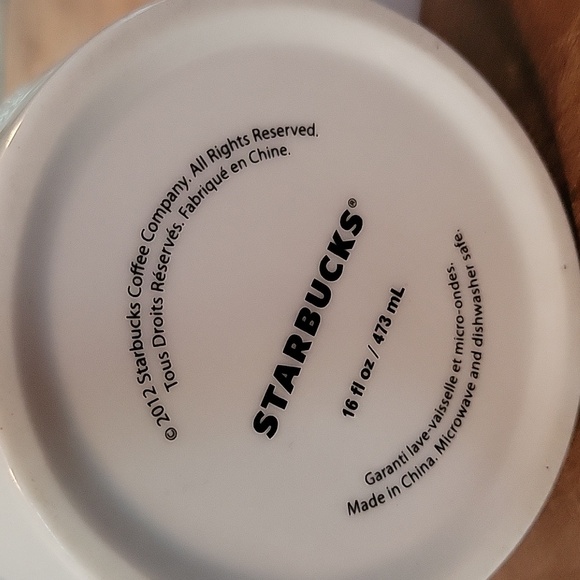 © 2012 Starbucks Coffee Company. All Rights Reserved.
Tous Droits Réservés. Fabriqué en Chine.
STARBUCKS®
16 fl oz / 473 mL
Garanti lave-vaisselle et micro-ondes.
Made in China. Microwave and dishwasher safe.